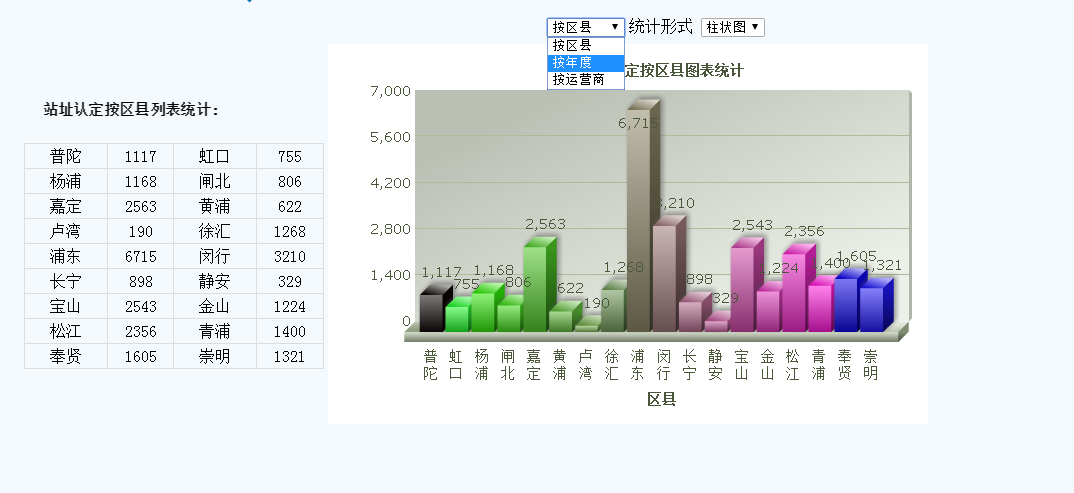 按区县 统计形式 柱状图
按区县
按年度
按运营商
定按区县图表统计
站址认定按区县列表统计：
普陀 1117 虹口 755
杨浦 1168 闸北 806
嘉定 2563 黄浦 622
卢湾 190 徐汇 1268
浦东 6715 闵行 3210
长宁 898 静安 329
宝山 2543 金山 1224
松江 2356 青浦 1400
奉贤 1605 崇明 1321
7,000
5,600
4,200
2,800
1,400
0
1,117
755
1,168
806
2,563
622
190
1,268
6,715
3,210
898
329
2,543
1,224
2,356
1,400
1,605
1,321
普陀 虹口 杨浦 闸北 嘉定 黄浦 卢湾 徐汇 浦东 闵行 长宁 静安 宝山 金山 松江 青浦 奉贤 崇明
区县